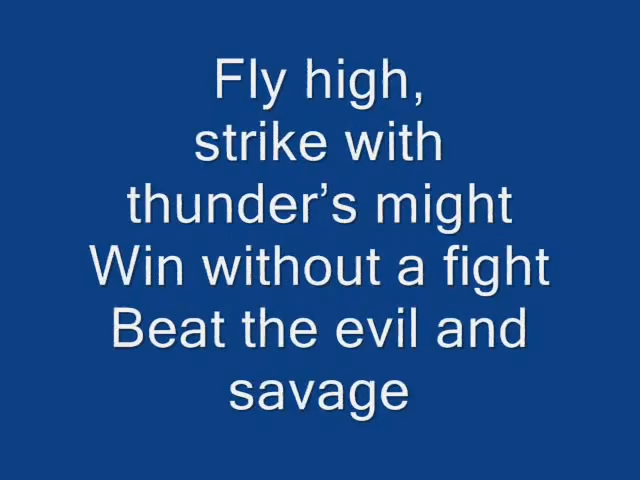 Fly high,
strike with
thunder’s might
Win without a fight
Beat the evil and
savage